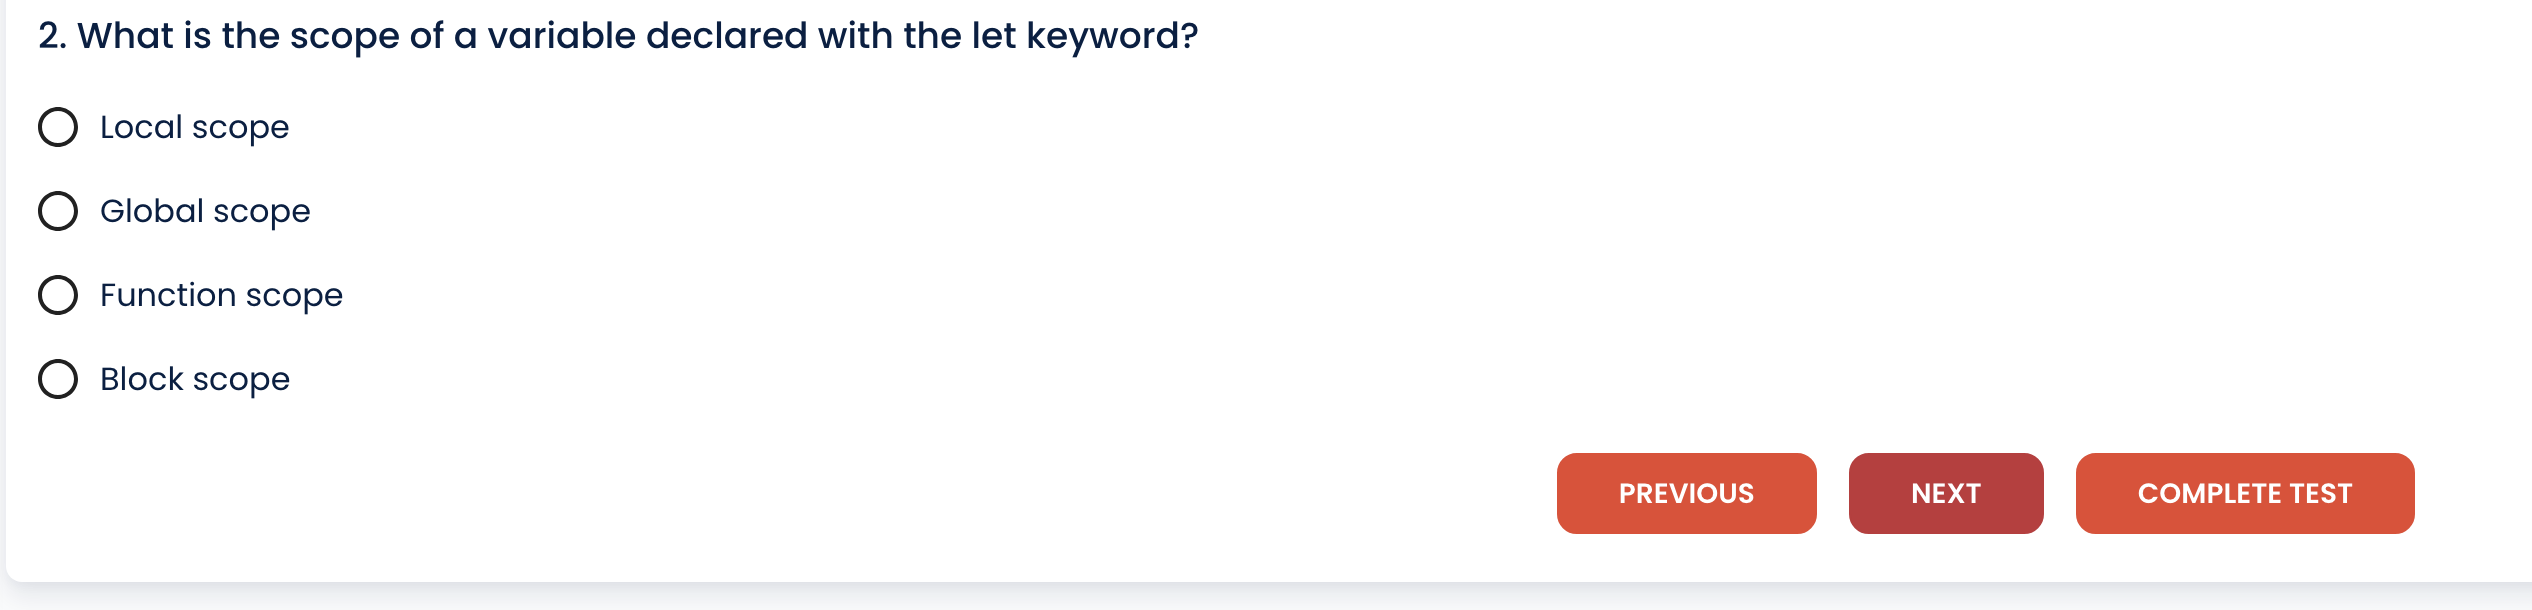 2. What is the scope of a variable declared with the let keyword?
Local scope
Global scope
Function scope
Block scope
PREVIOUS NEXT COMPLETE TEST